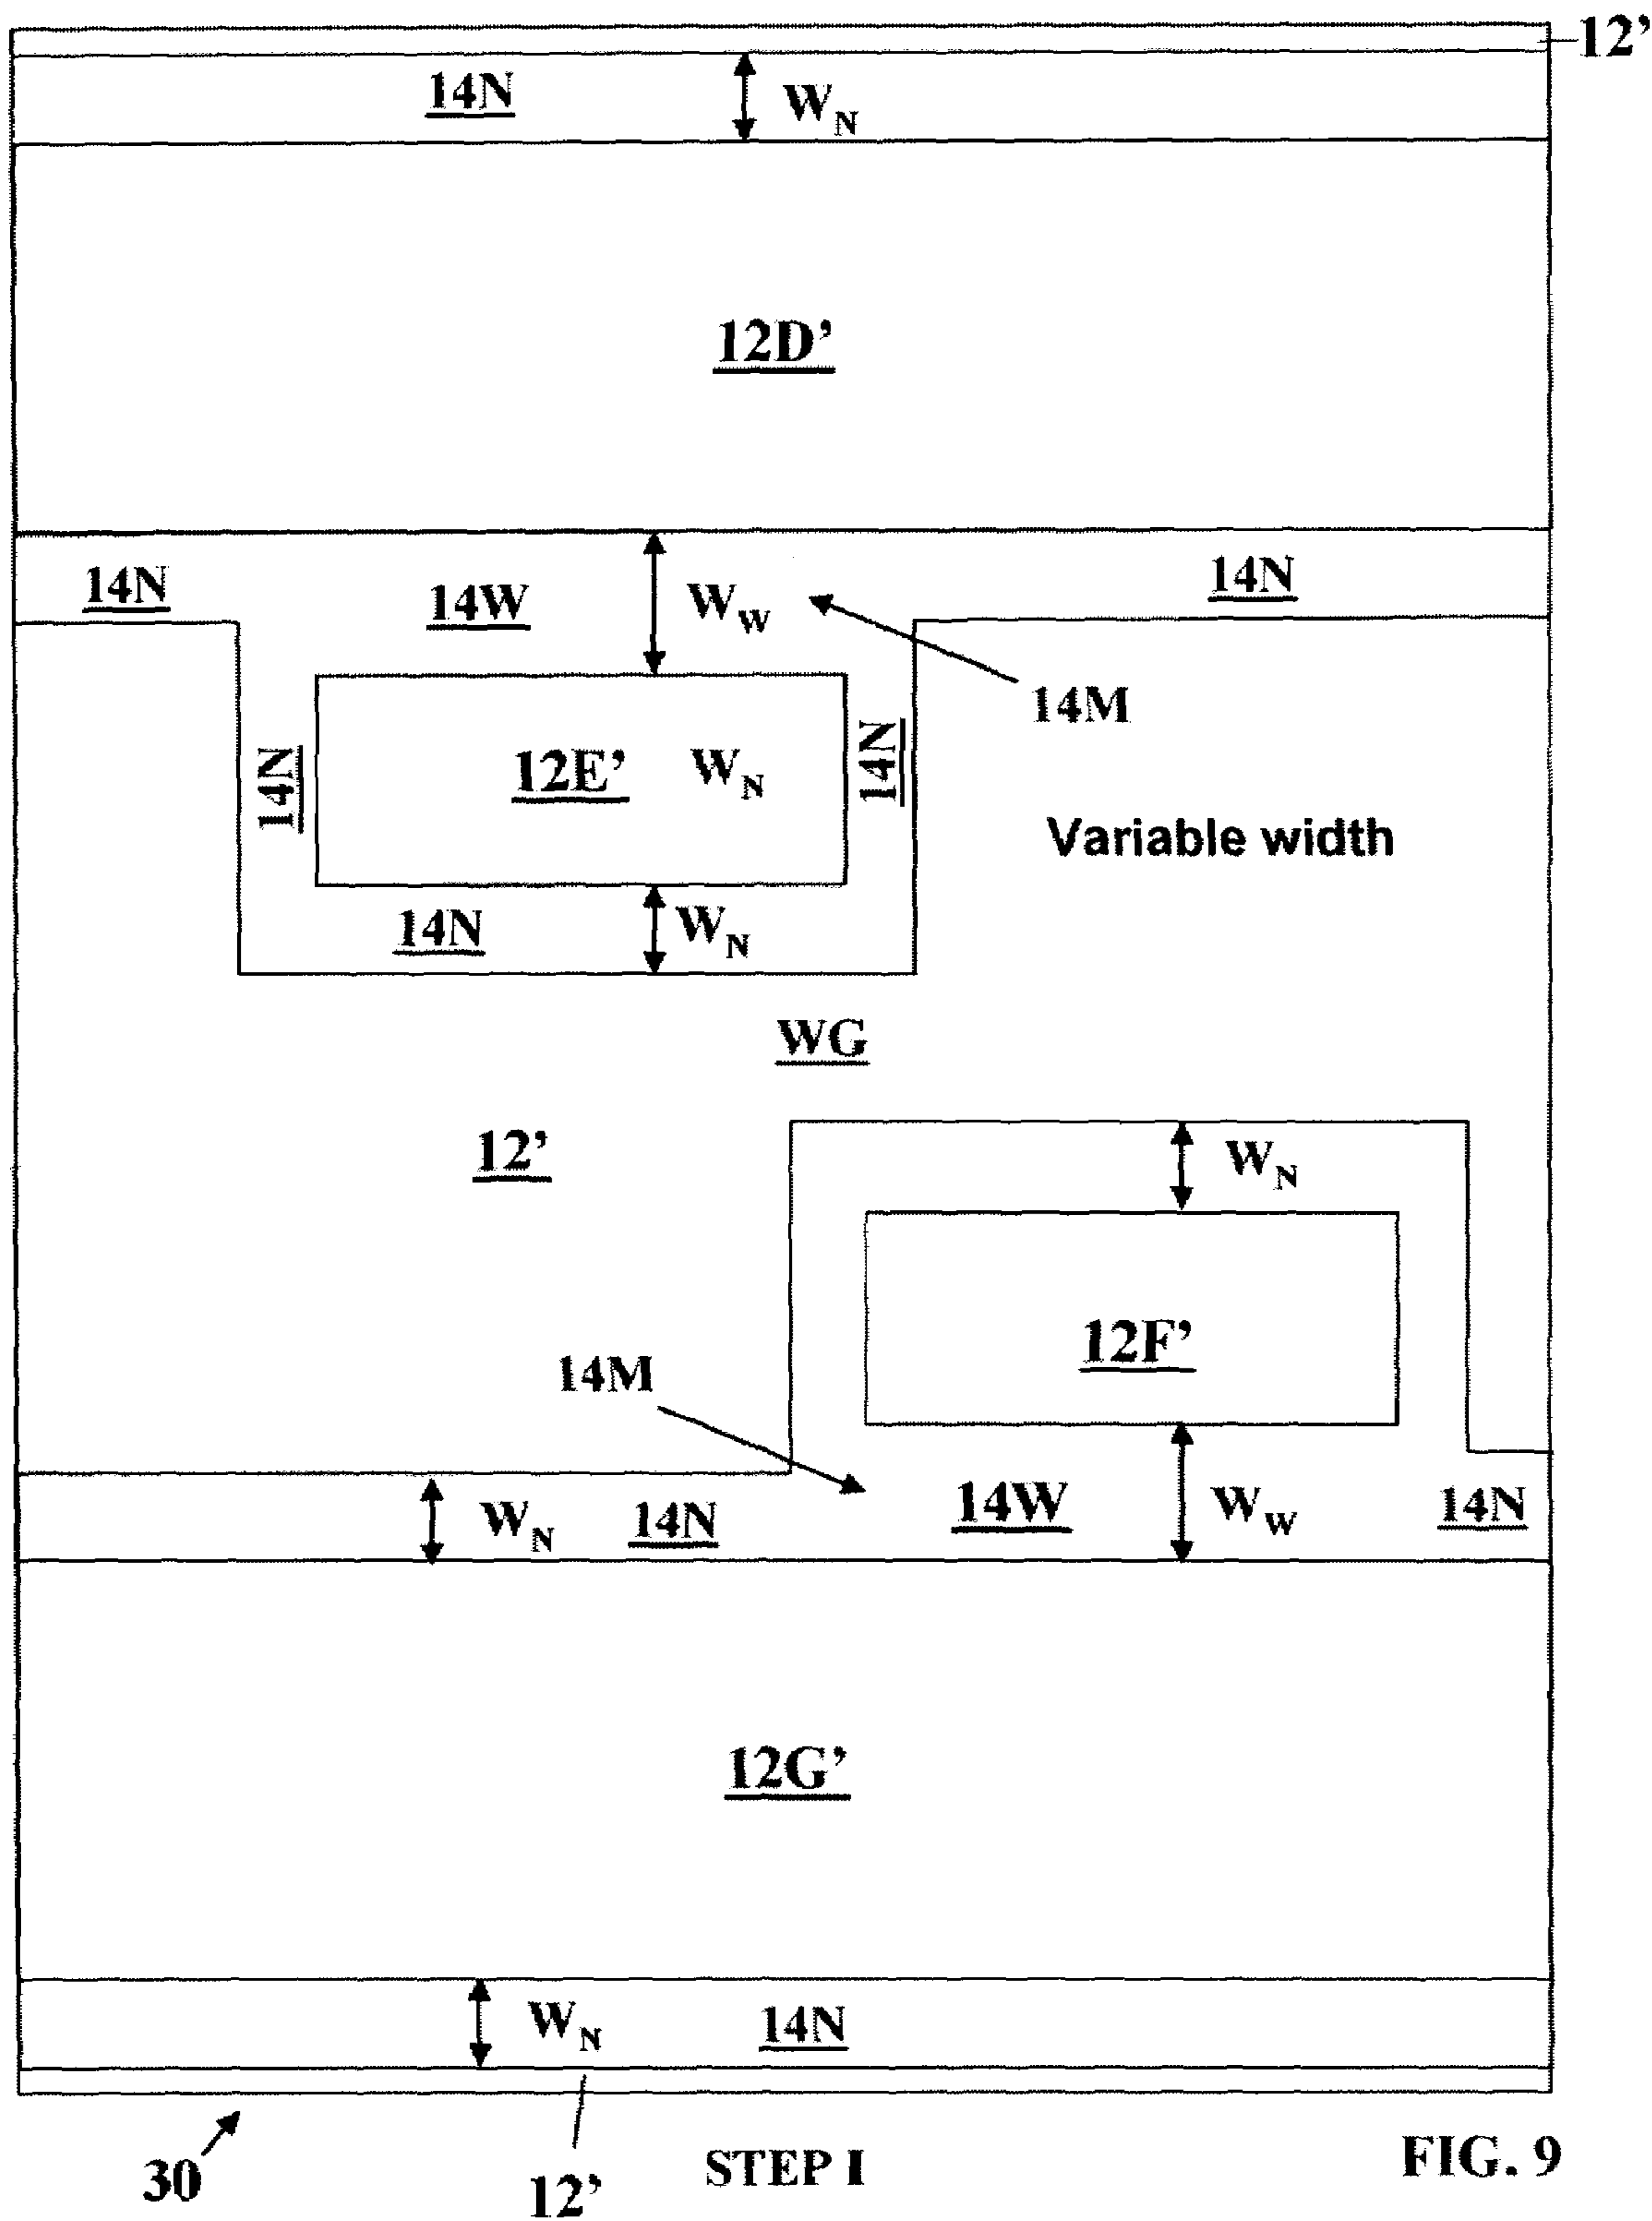 12’
14N
W_N
12D’
14N
14W
W_W
14N
14M
14N
12E’
W_N
14N
Variable width
14N
W_N
WG
12’
W_N
12F’
14M
W_N
14N
14W
W_W
14N
12G’
W_N
14N
30
12’
STEP I
FIG. 9